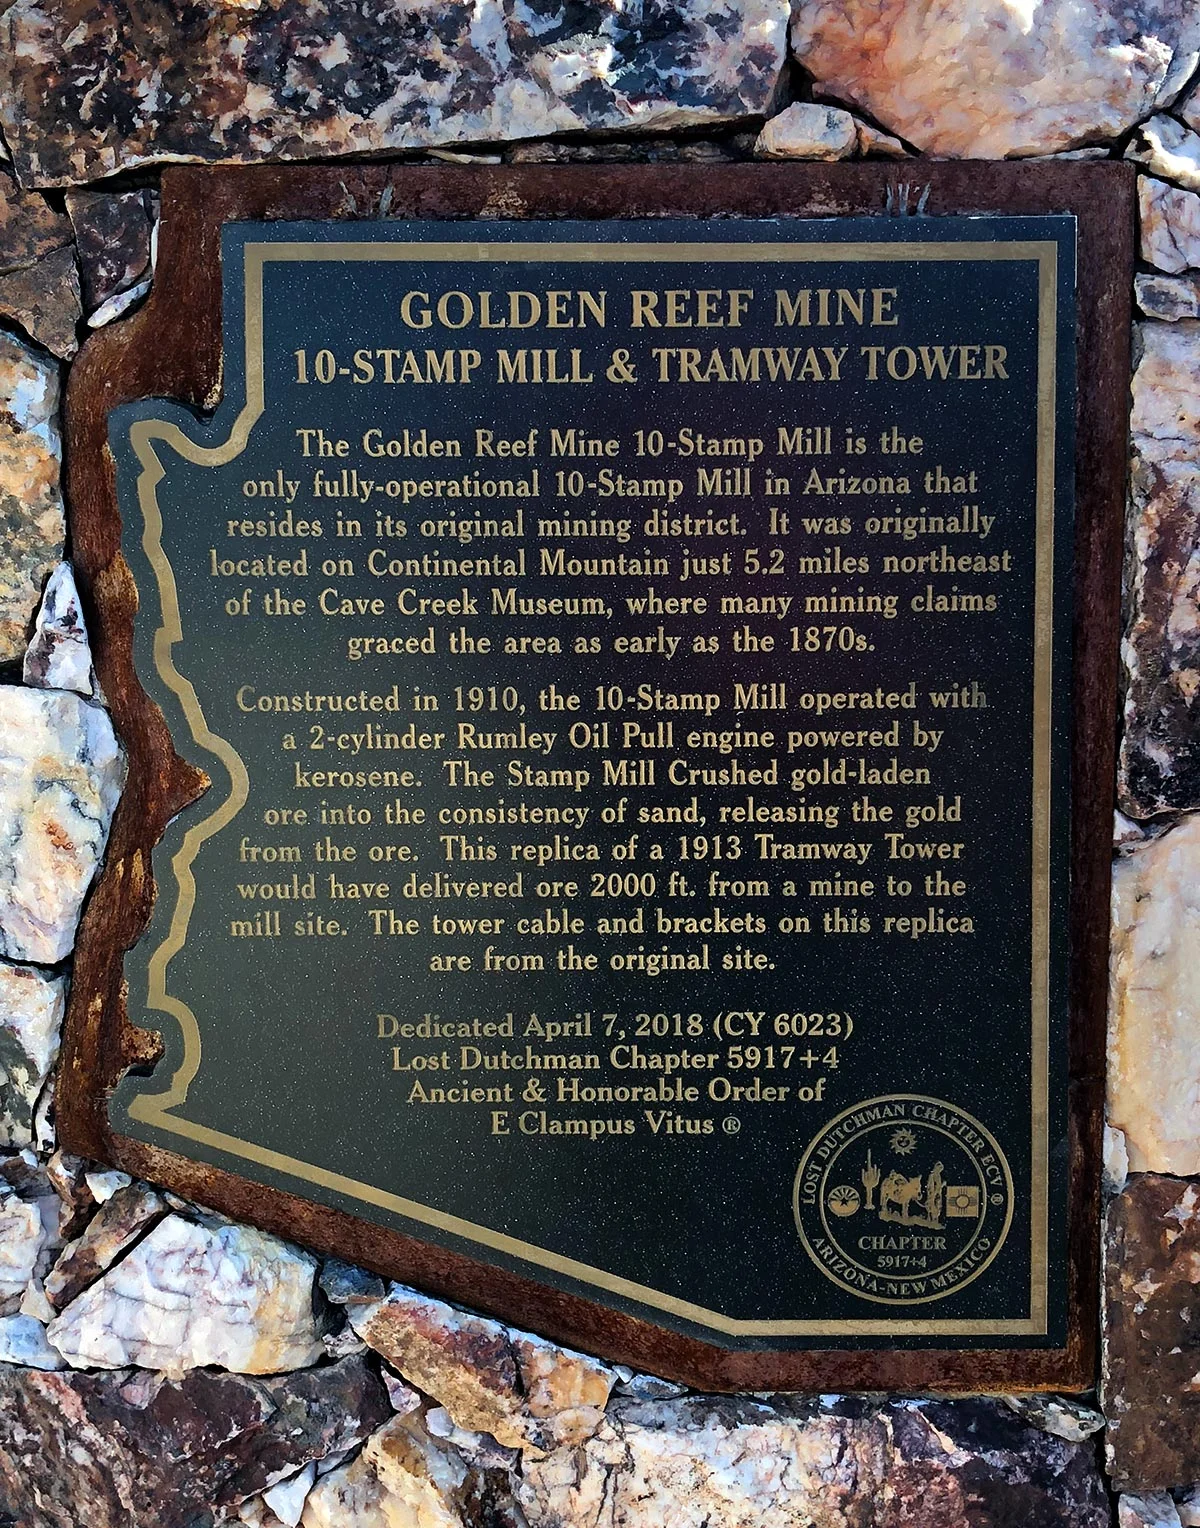 GOLDEN REEF MINE
10-STAMP MILL & TRAMWAY TOWER
The Golden Reef Mine 10-Stamp Mill is the
only fully-operational 10-Stamp Mill in Arizona that
resides in its original mining district. It was originally
located on Continental Mountain just 5.2 miles northeast
of the Cave Creek Museum, where many mining claims
graced the area as early as the 1870s.
Constructed in 1910, the 10-Stamp Mill operated with
a 2-cylinder Rumley Oil Pull engine powered by
kerosene. The Stamp Mill Crushed gold-laden
ore into the consistency of sand, releasing the gold
from the ore. This replica of a 1913 Tramway Tower
would have delivered ore 2000 ft. from a mine to the
mill site. The tower cable and brackets on this replica
are from the original site.
Dedicated April 7, 2018 (CY 6023)
Lost Dutchman Chapter 5917+4
Ancient & Honorable Order of
E Clampus Vitus ®
LOST DUTCHMAN CHAPTER ECV ®
CHAPTER
5917+4
ARIZONA-NEW MEXICO